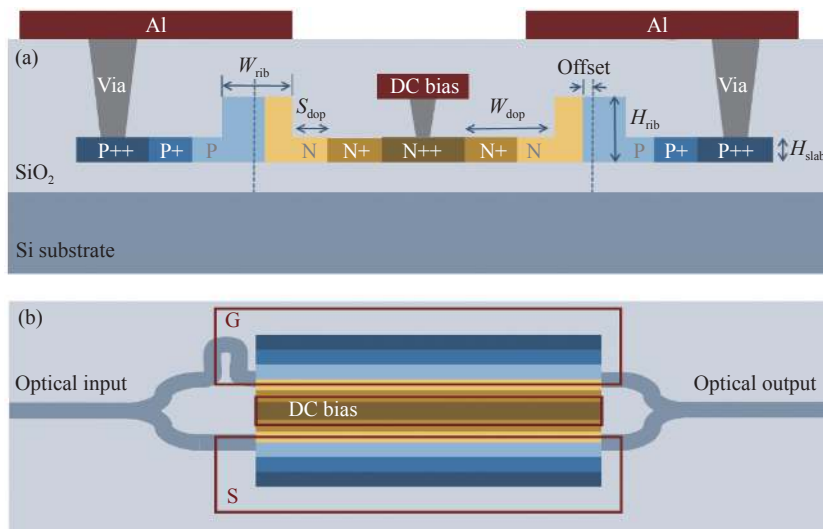 Al
Al
(a)
W_rib
Offset
Via
DC bias
Via
S_dop
W_dop
H_rib
P++ P+ P N N+ N++ N+ N P P+ P++
H_slab
SiO₂
Si substrate
(b)
G
Optical input
Optical output
DC bias
S